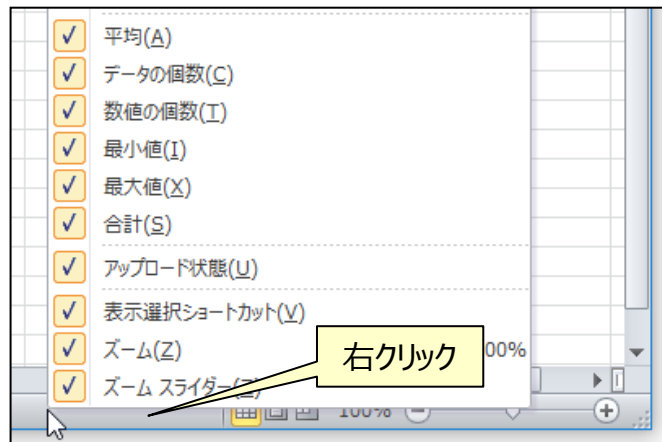 平均(A)
データの個数(C)
数値の個数(T)
最小値(I)
最大値(X)
合計(S)
アップロード状態(U)
表示選択ショートカット(V)
ズーム(Z) 00%
右クリック
ズーム スライダー(Z)
100%